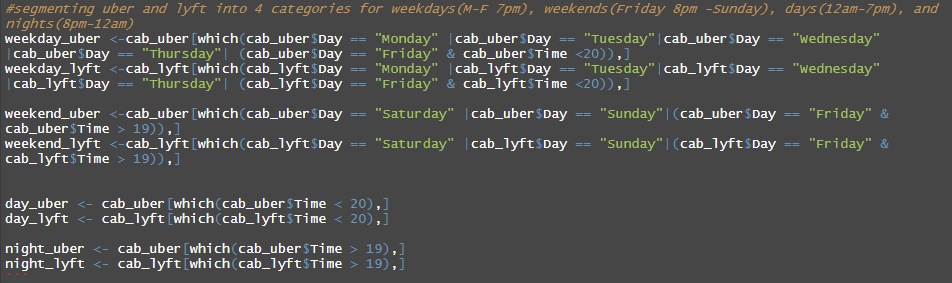 #segmenting uber and lyft into 4 categories for weekdays(M-F 7pm), weekends(Friday 8pm -Sunday), days(12am-7pm), and
nights(8pm-12am)
weekday_uber <-cab_uber[which(cab_uber$Day == "Monday" |cab_uber$Day == "Tuesday"|cab_uber$Day == "Wednesday"
|cab_uber$Day == "Thursday"| (cab_uber$Day == "Friday" & cab_uber$Time <20)),]
weekday_lyft <-cab_lyft[which(cab_lyft$Day == "Monday" |cab_lyft$Day == "Tuesday"|cab_lyft$Day == "Wednesday"
|cab_lyft$Day == "Thursday"| (cab_lyft$Day == "Friday" & cab_lyft$Time <20)),]
weekend_uber <-cab_uber[which(cab_uber$Day == "Saturday" |cab_uber$Day == "Sunday"|(cab_uber$Day == "Friday" &
cab_uber$Time > 19)),]
weekend_lyft <-cab_lyft[which(cab_lyft$Day == "Saturday" |cab_lyft$Day == "Sunday"|(cab_lyft$Day == "Friday" &
cab_lyft$Time > 19)),]
day_uber <- cab_uber[which(cab_uber$Time < 20),]
day_lyft <- cab_lyft[which(cab_lyft$Time < 20),]
night_uber <- cab_uber[which(cab_uber$Time > 19),]
night_lyft <- cab_lyft[which(cab_lyft$Time > 19),]